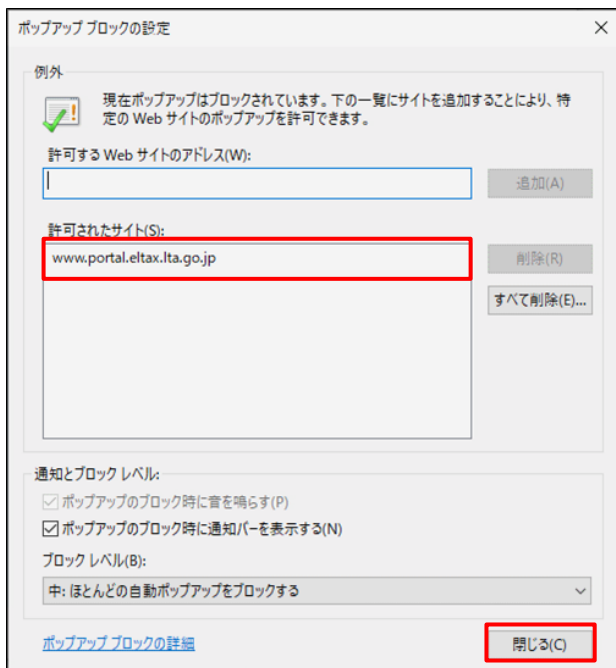 ポップアップ ブロックの設定
例外
現在ポップアップはブロックされています。下の一覧にサイトを追加することにより、特
定の Web サイトのポップアップを許可できます。
許可する Web サイトのアドレス(W):
追加(A)
許可されたサイト(S):
www.portal.eltax.lta.go.jp
削除(R)
すべて削除(E)...
通知とブロック レベル:
ポップアップのブロック時に音を鳴らす(P)
ポップアップのブロック時に通知バーを表示する(N)
ブロック レベル(B):
中: ほとんどの自動ポップアップをブロックする
ポップアップ ブロックの詳細
閉じる(C)